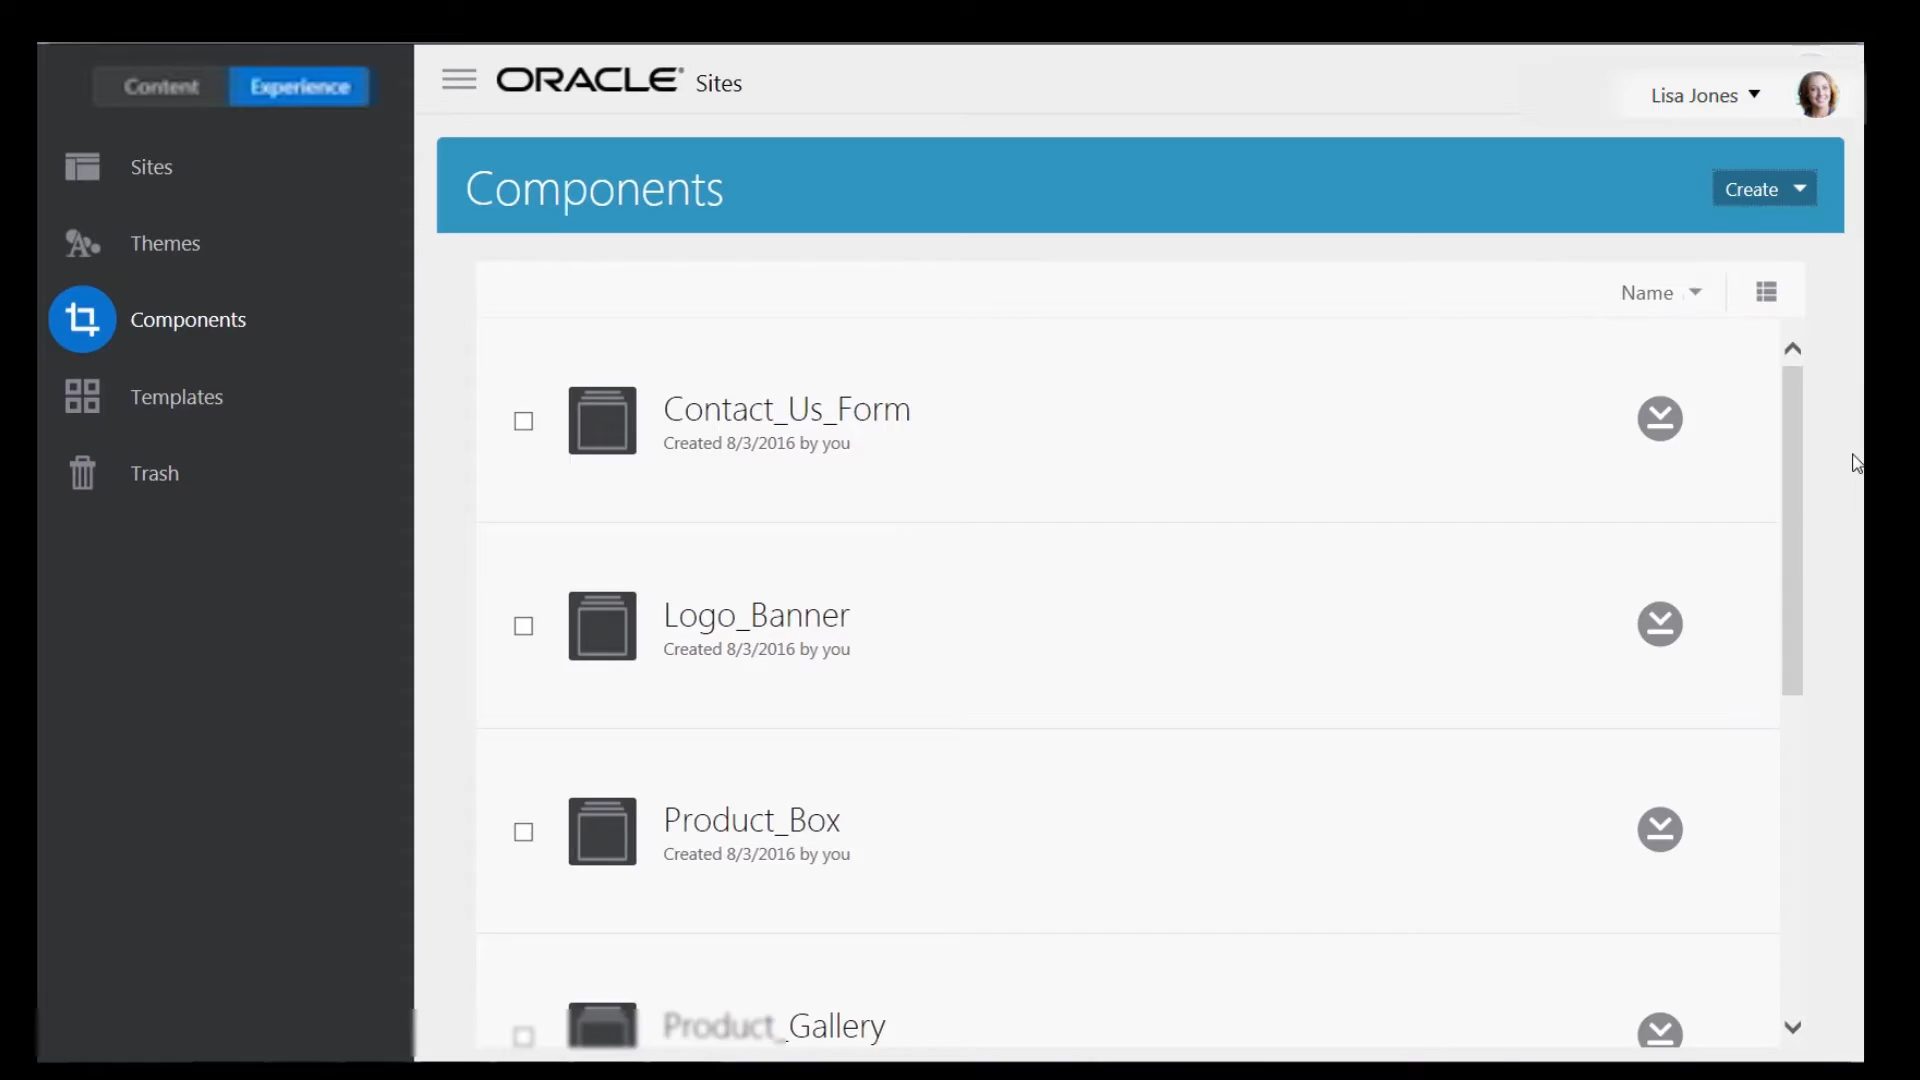 Content Experience
ORACLE Sites
Lisa Jones
Sites
Themes
Components
Templates
Trash
Components
Create
Name
Contact_Us_Form
Created 8/3/2016 by you
Logo_Banner
Created 8/3/2016 by you
Product_Box
Created 8/3/2016 by you
Product_Gallery